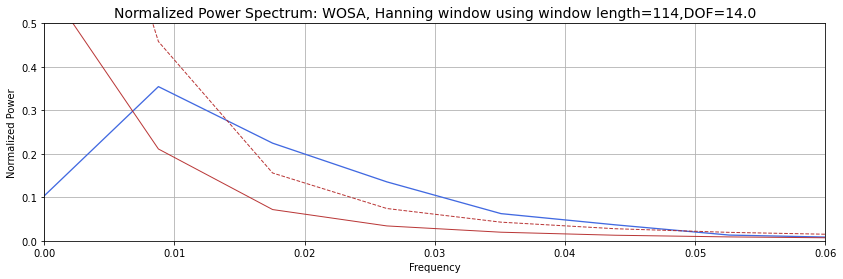 Normalized Power Spectrum: WOSA, Hanning window using window length=114,DOF=14.0
0.5
0.4
0.3
0.2
0.1
0.0
Normalized Power
0.00 0.01 0.02 0.03 0.04 0.05 0.06
Frequency